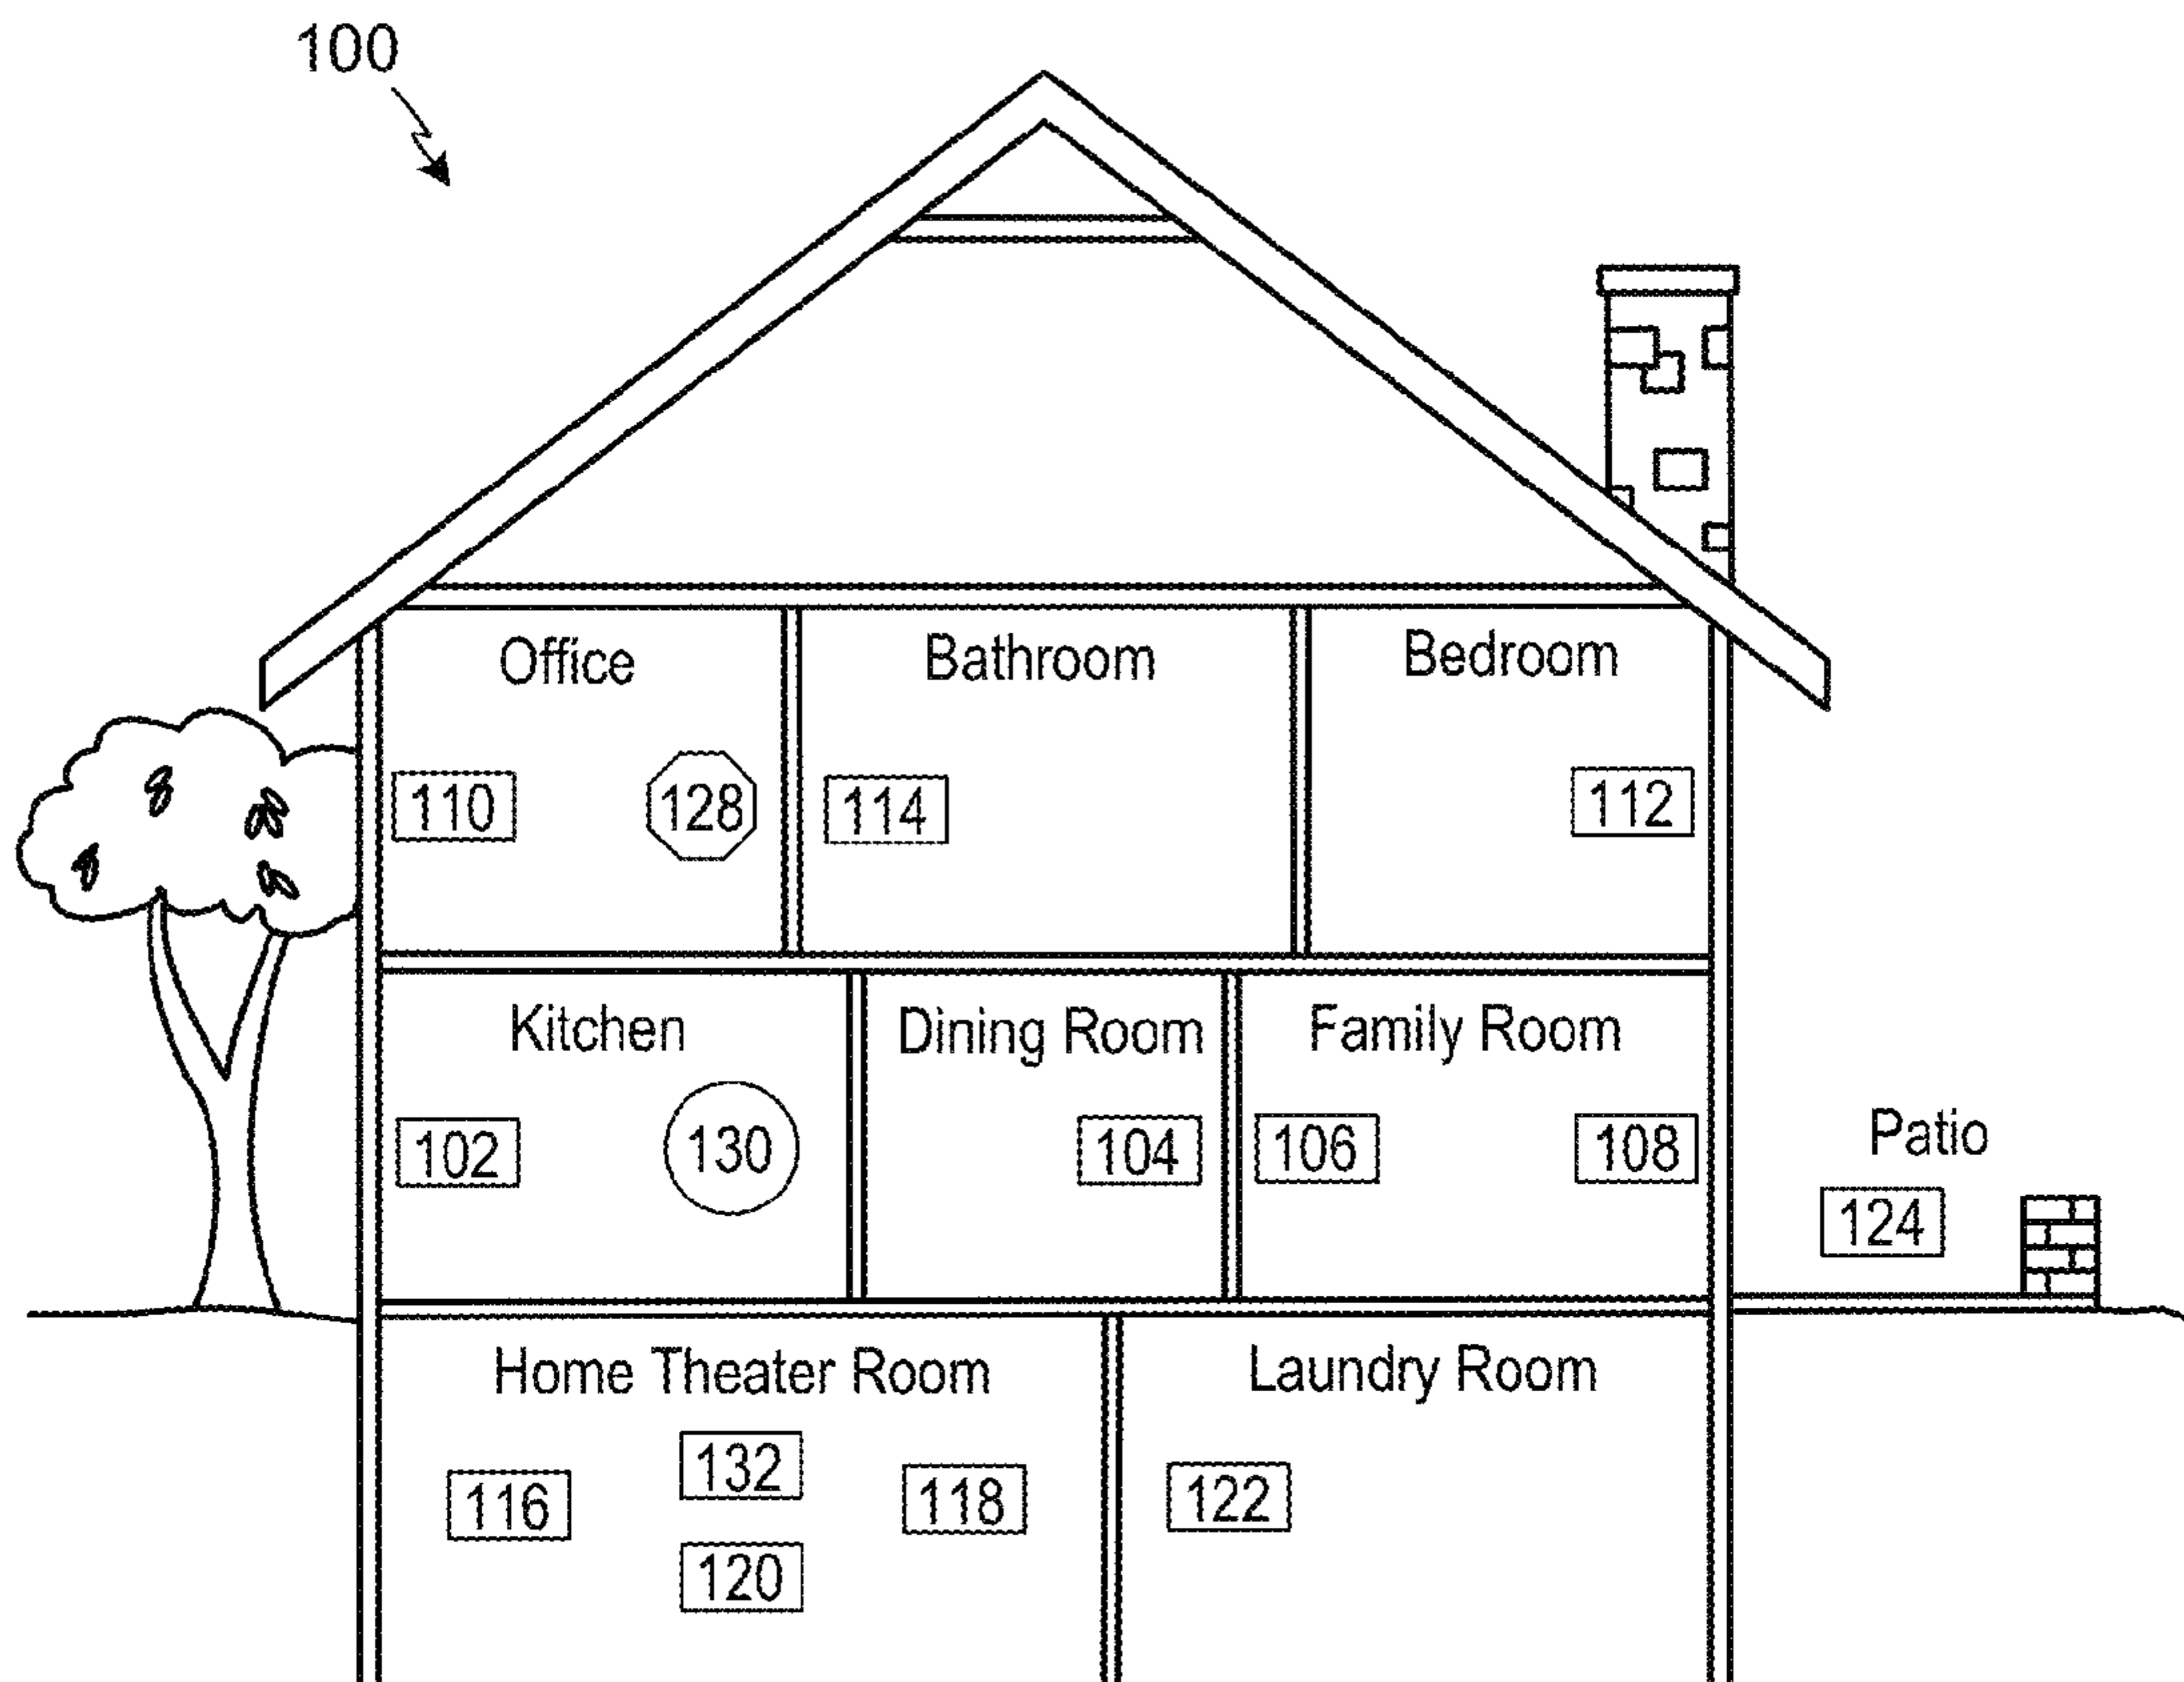 100
Office
Bathroom
Bedroom
110
128
114
112
Kitchen
Dining Room
Family Room
102
130
104
106
108
Patio
124
Home Theater Room
Laundry Room
116
132
118
122
120